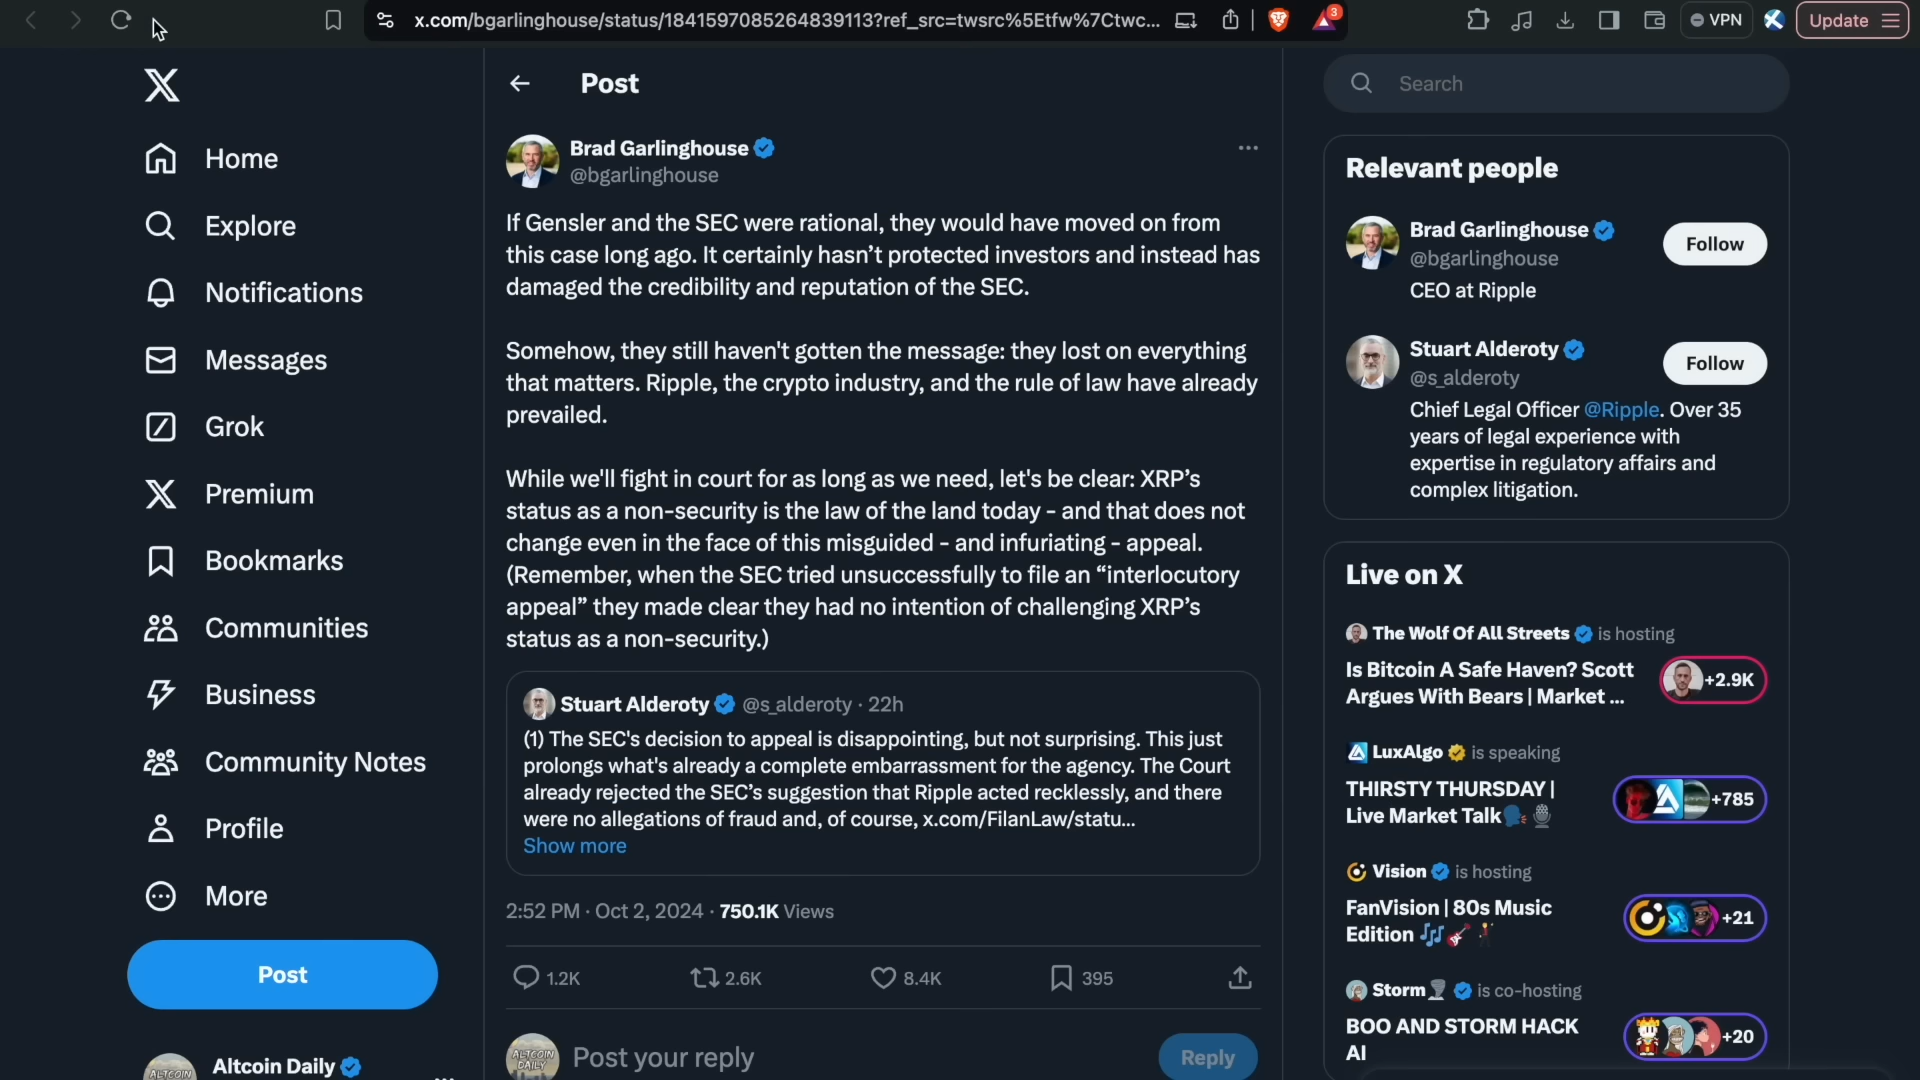 x.com/bgarlinghouse/status/1841597085264839113?ref_src=twsrc%5Etfw%7Ctwc...
3
VPN
Update
Post
Search
Home
Explore
Notifications
Messages
Grok
Premium
Bookmarks
Communities
Business
Community Notes
Profile
More
Post
Altcoin Daily
Brad Garlinghouse
@bgarlinghouse
If Gensler and the SEC were rational, they would have moved on from
this case long ago. It certainly hasn’t protected investors and instead has
damaged the credibility and reputation of the SEC.
Somehow, they still haven't gotten the message: they lost on everything
that matters. Ripple, the crypto industry, and the rule of law have already
prevailed.
While we'll fight in court for as long as we need, let's be clear: XRP’s
status as a non-security is the law of the land today - and that does not
change even in the face of this misguided - and infuriating - appeal.
(Remember, when the SEC tried unsuccessfully to file an “interlocutory
appeal” they made clear they had no intention of challenging XRP’s
status as a non-security.)
Stuart Alderoty @s_alderoty · 22h
(1) The SEC's decision to appeal is disappointing, but not surprising. This just
prolongs what's already a complete embarrassment for the agency. The Court
already rejected the SEC’s suggestion that Ripple acted recklessly, and there
were no allegations of fraud and, of course, x.com/FilanLaw/statu...
Show more
2:52 PM · Oct 2, 2024 · 750.1K Views
1.2K
2.6K
8.4K
395
ALTCOIN
DAILY
Post your reply
Reply
ALTCOIN
Relevant people
Brad Garlinghouse
@bgarlinghouse
Follow
CEO at Ripple
Stuart Alderoty
@s_alderoty
Follow
Chief Legal Officer @Ripple. Over 35
years of legal experience with
expertise in regulatory affairs and
complex litigation.
Live on X
The Wolf Of All Streets is hosting
Is Bitcoin A Safe Haven? Scott
Argues With Bears | Market ...
+2.9K
LuxAlgo is speaking
THIRSTY THURSDAY |
Live Market Talk
+785
Vision is hosting
FanVision | 80s Music
Edition
+21
Storm is co-hosting
BOO AND STORM HACK
AI
+20